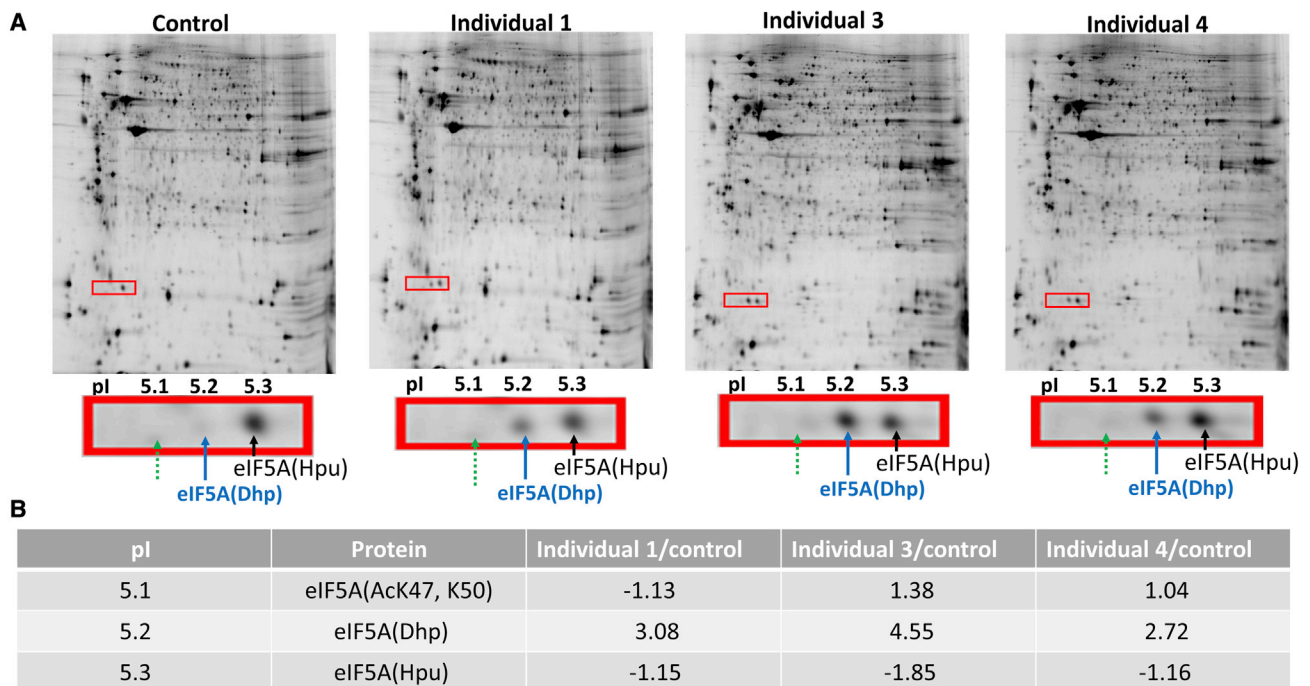 A
Control Individual 1 Individual 3 Individual 4
pI 5.1 5.2 5.3 pI 5.1 5.2 5.3 pI 5.1 5.2 5.3 pI 5.1 5.2 5.3
eIF5A(Hpu) eIF5A(Hpu) eIF5A(Hpu) eIF5A(Hpu)
eIF5A(Dhp) eIF5A(Dhp) eIF5A(Dhp) eIF5A(Dhp)
B
pI Protein Individual 1/control Individual 3/control Individual 4/control
5.1 eIF5A(AcK47, K50) -1.13 1.38 1.04
5.2 eIF5A(Dhp) 3.08 4.55 2.72
5.3 eIF5A(Hpu) -1.15 -1.85 -1.16